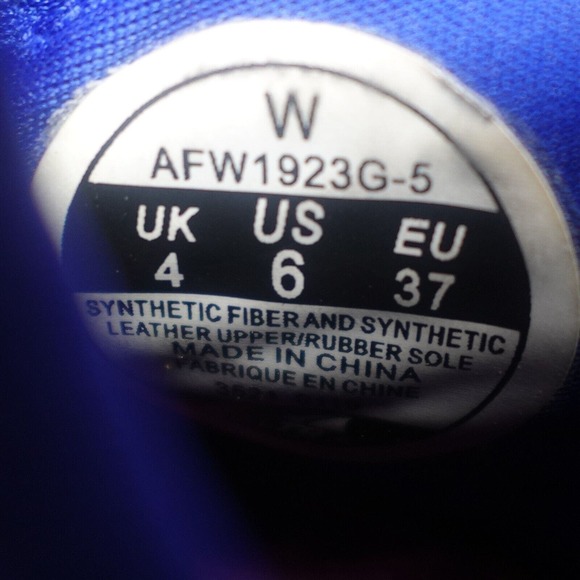 W
AFW1923G-5
UK US EU
4 6 37
SYNTHETIC FIBER AND SYNTHETIC
LEATHER UPPER/RUBBER SOLE
MADE IN CHINA
FABRIQUE EN CHINE